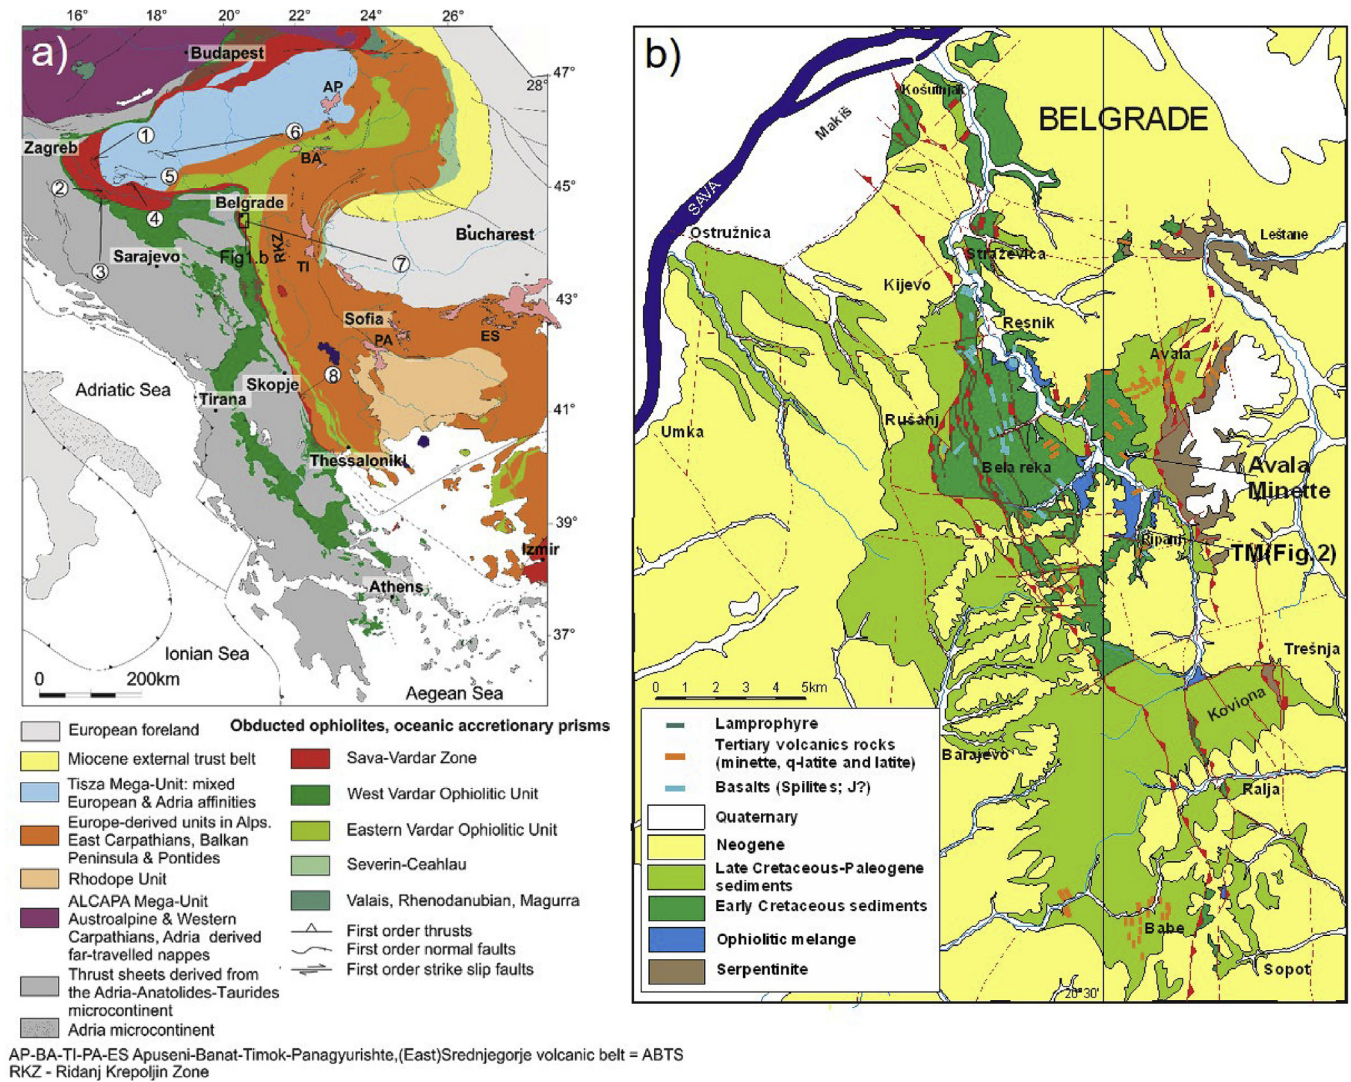 16°
18°
20°
22°
24°
26°
a)
Budapest
47°
28°
AP
1
6
Zagreb
BA
5
2
45°
4
Belgrade
RKZ
Bucharest
Sarajevo
Fig1.b
TI
7
3
43°
Sofia
PA
ES
Adriatic Sea
Skopje
8
Tirana
41°
Thessaloniki
39°
Izmir
Athens
37°
Ionian Sea
0 200km
Aegean Sea
European foreland
Miocene external trust belt
Tisza Mega-Unit: mixed
European & Adria affinities
Europe-derived units in Alps.
East Carpathians, Balkan
Peninsula & Pontides
Rhodope Unit
ALCAPA Mega-Unit
Austroalpine & Western
Carpathians, Adria derived
far-travelled nappes
Thrust sheets derived from
the Adria-Anatolides-Taurides
microcontinent
Adria microcontinent
Obducted ophiolites, oceanic accretionary prisms
Sava-Vardar Zone
West Vardar Ophiolitic Unit
Eastern Vardar Ophiolitic Unit
Severin-Ceahlau
Valais, Rhenodanubian, Magurra
First order thrusts
First order normal faults
First order strike slip faults
AP-BA-TI-PA-ES Apuseni-Banat-Timok-Panagyurishte,(East)Srednjegorje volcanic belt = ABTS
RKZ - Ridanj Krepoljin Zone
b)
Košutnjak
Makiš
BELGRADE
SAVA
Ostružnica
Leštane
Straževica
Kijevo
Resnik
Avala
Rušanj
Umka
Bela reka
Avala
Minette
Ripanj
TM(Fig.2)
Trešnja
0 1 2 3 4 5km
Koviona
Barajevo
Ralja
Babe
Sopot
20°30'
Lamprophyre
Tertiary volcanics rocks
(minette, q-latite and latite)
Basalts (Spilites; J?)
Quaternary
Neogene
Late Cretaceous-Paleogene
sediments
Early Cretaceous sediments
Ophiolitic melange
Serpentinite